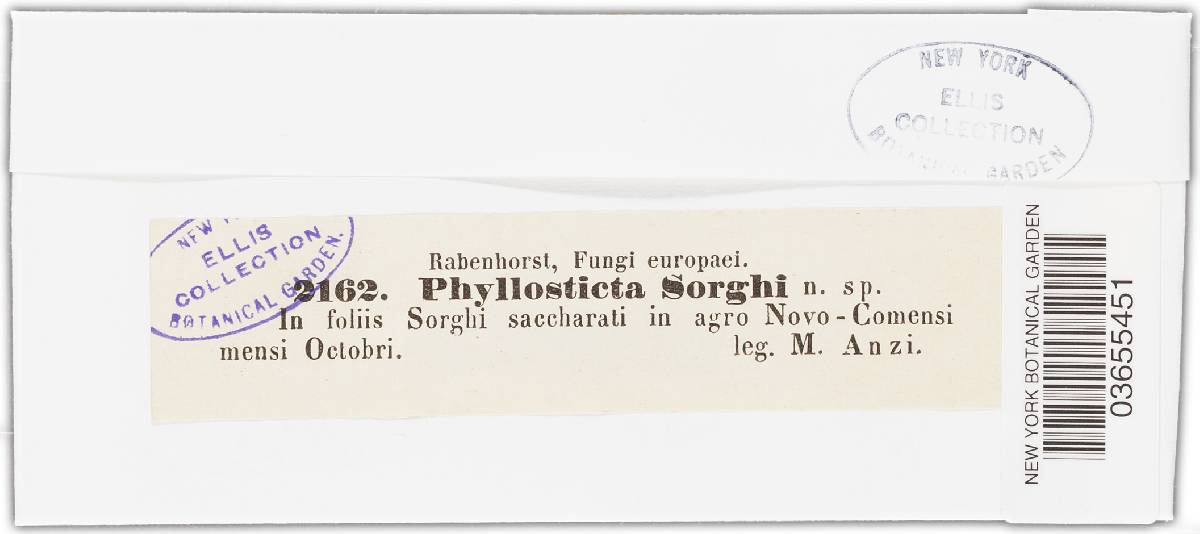 NEW YORK
ELLIS
COLLECTION
BOTANICAL GARDEN
NEW
ELLIS
COLLECTION
BOTANICAL GARDEN.
Rabenhorst, Fungi europaei.
2162. Phyllosticta Sorghi n. sp.
In foliis Sorghi saccharati in agro Novo-Comensi
mensi Octobri. leg. M. Anzi.
NEW YORK BOTANICAL GARDEN
03655451